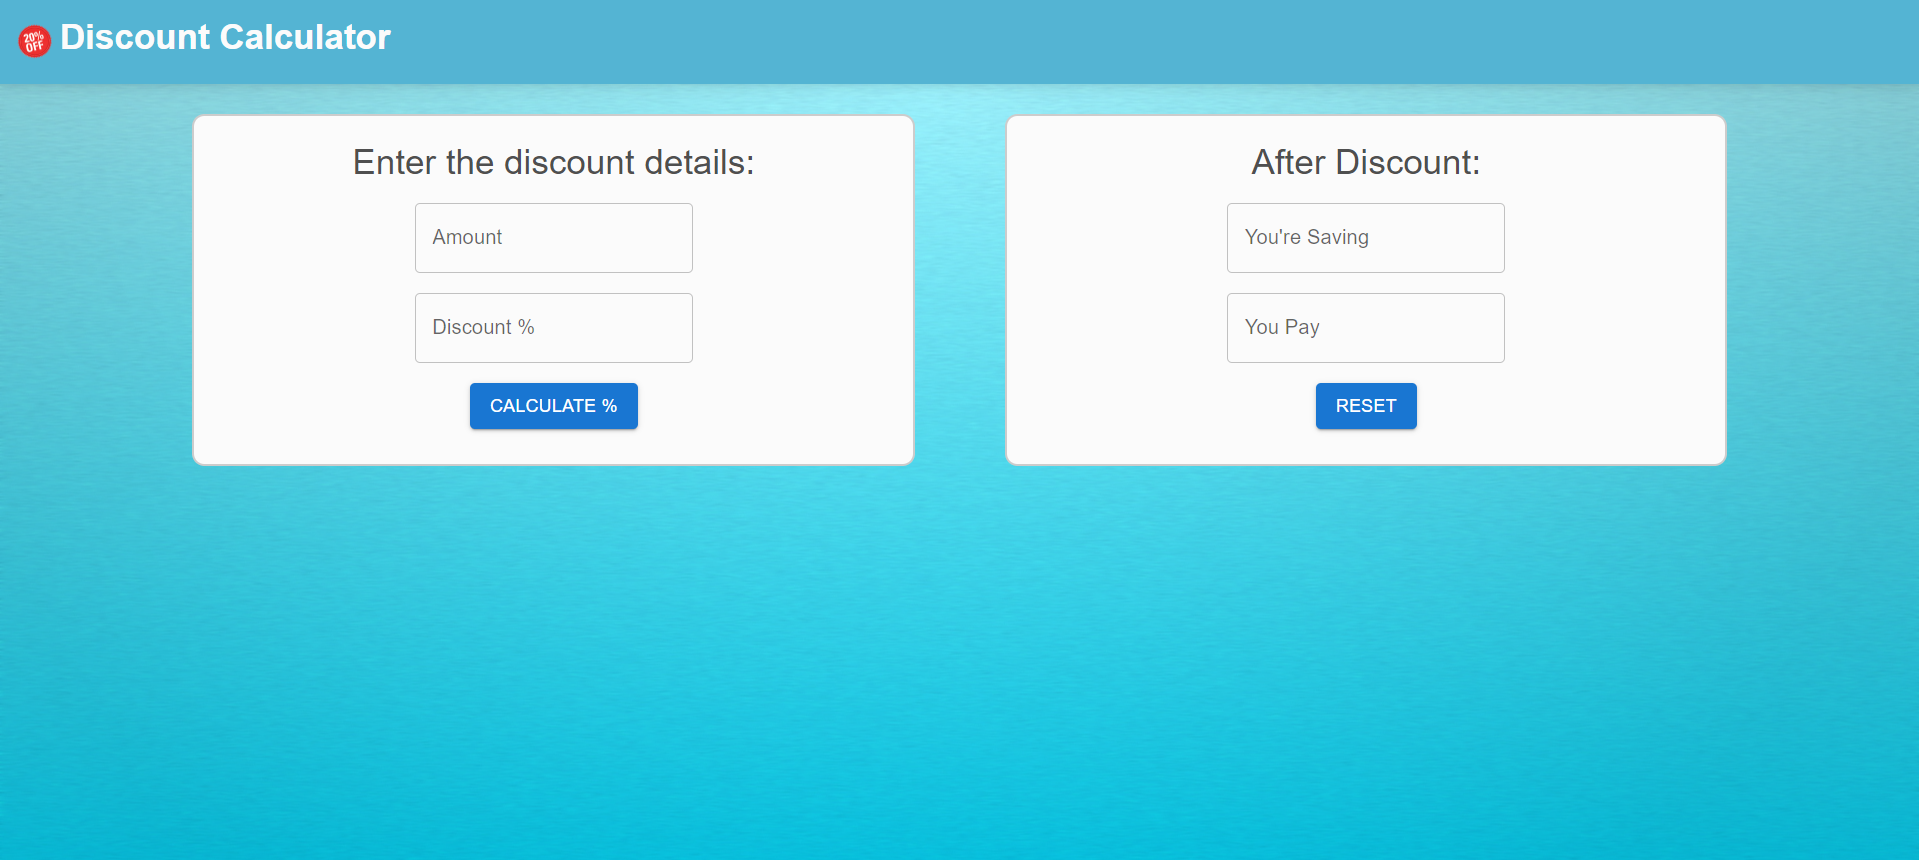 20%
OFF
Discount Calculator
Enter the discount details:
Amount
Discount %
CALCULATE %
After Discount:
You're Saving
You Pay
RESET